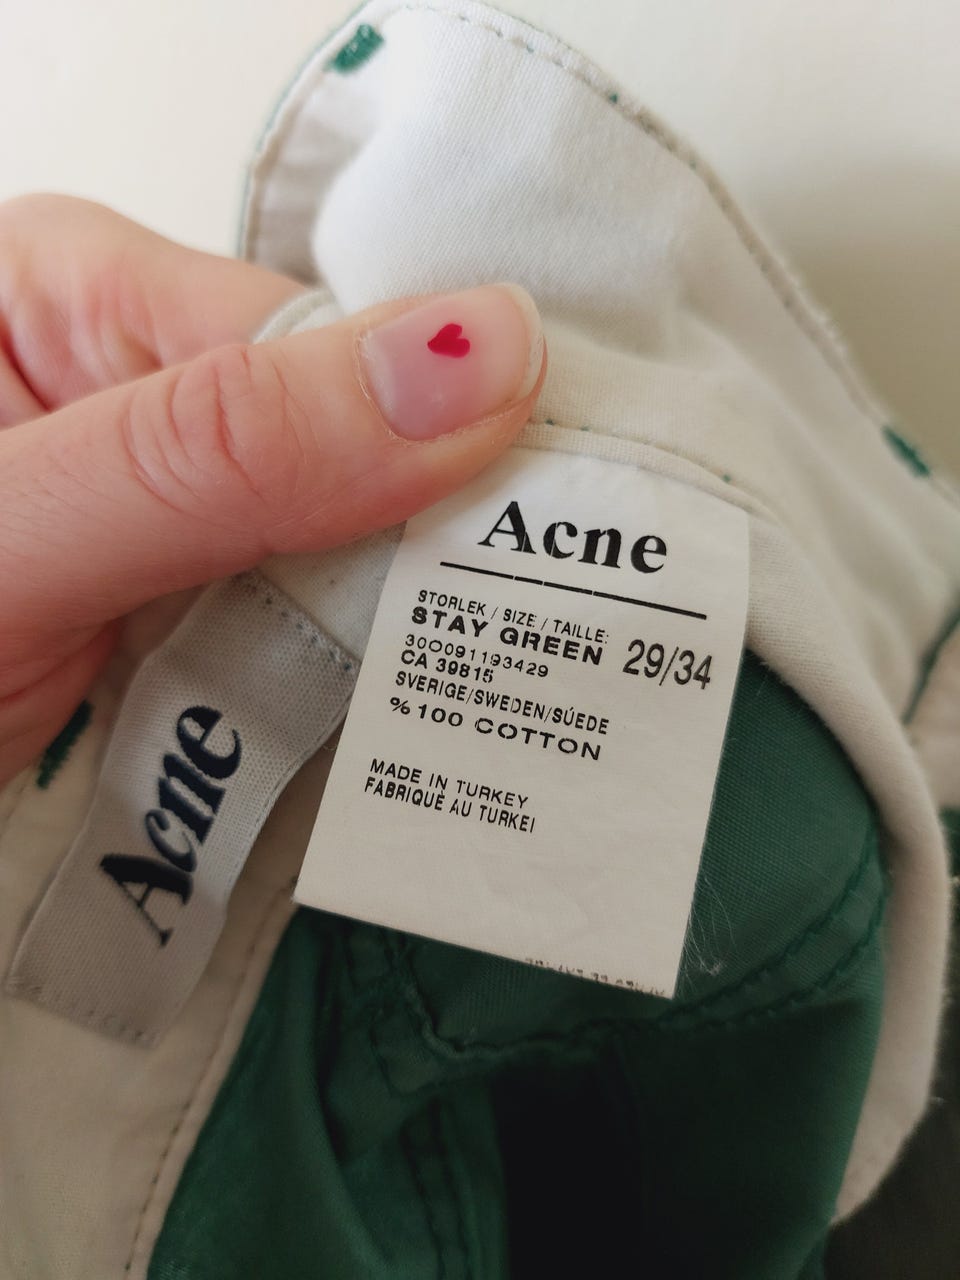 Acne
STORLEK / SIZE / TAILLE:
STAY GREEN 29/34
300091193429
CA 39815
SVERIGE/SWEDEN/SÚEDE
% 100 COTTON
MADE IN TURKEY
FABRIQUÈ AU TURKEI
Acne